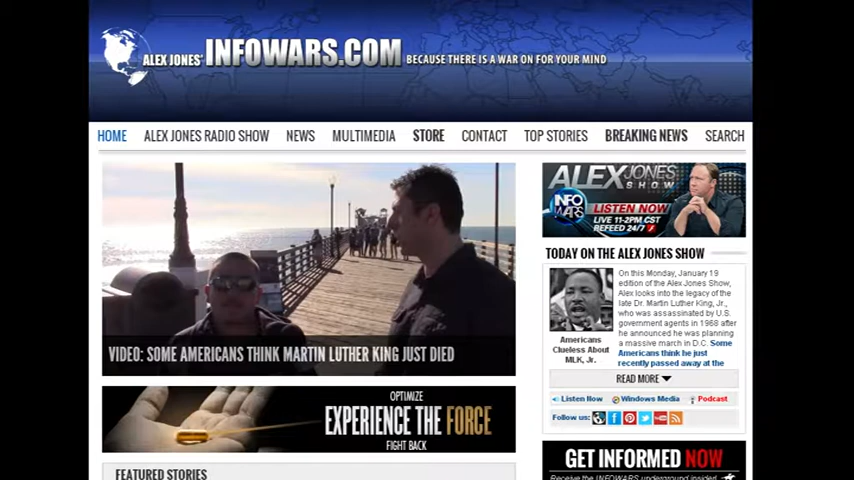 ALEX JONES' INFOWARS.COM BECAUSE THERE IS A WAR ON FOR YOUR MIND
HOME ALEX JONES RADIO SHOW NEWS MULTIMEDIA STORE CONTACT TOP STORIES BREAKING NEWS SEARCH
VIDEO: SOME AMERICANS THINK MARTIN LUTHER KING JUST DIED
OPTIMIZE
EXPERIENCE THE FORCE
FIGHT BACK
FEATURED STORIES
ALEX JONES
SHOW
INFO
WARS
LISTEN NOW
LIVE 11-2PM CST
REFEED 24/7
TODAY ON THE ALEX JONES SHOW
Americans
Clueless About
MLK, Jr.
On this Monday, January 19
edition of the Alex Jones Show,
Alex looks into the legacy of the
late Dr. Martin Luther King, Jr.,
who was assassinated by U.S.
government agents in 1968 after
he announced he was planning
a massive march in D.C. Some
Americans think he just
recently passed away at the
READ MORE
Listen Now Windows Media Podcast
Follow us:
GET INFORMED NOW
Receive the INFOWARS underground insider!